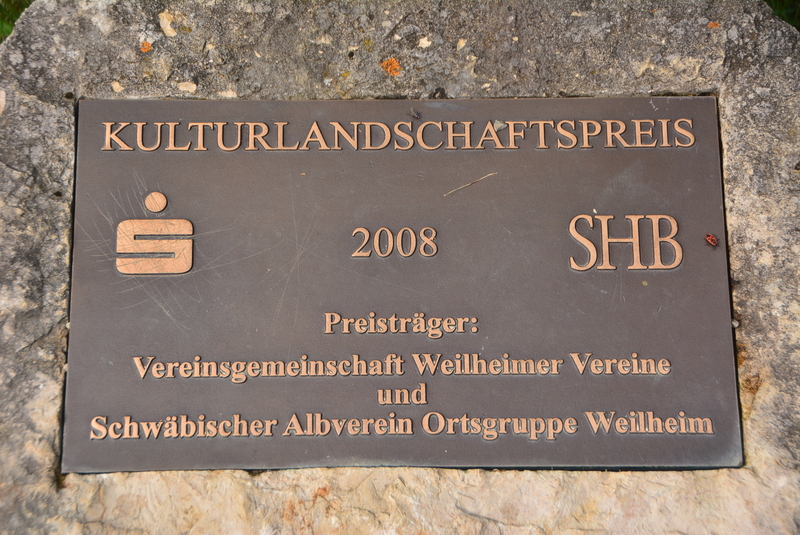 KULTURLANDSCHAFTSPREIS
2008
SHB
Preisträger:
Vereinsgemeinschaft Weilheimer Vereine
und
Schwäbischer Albverein Ortsgruppe Weilheim